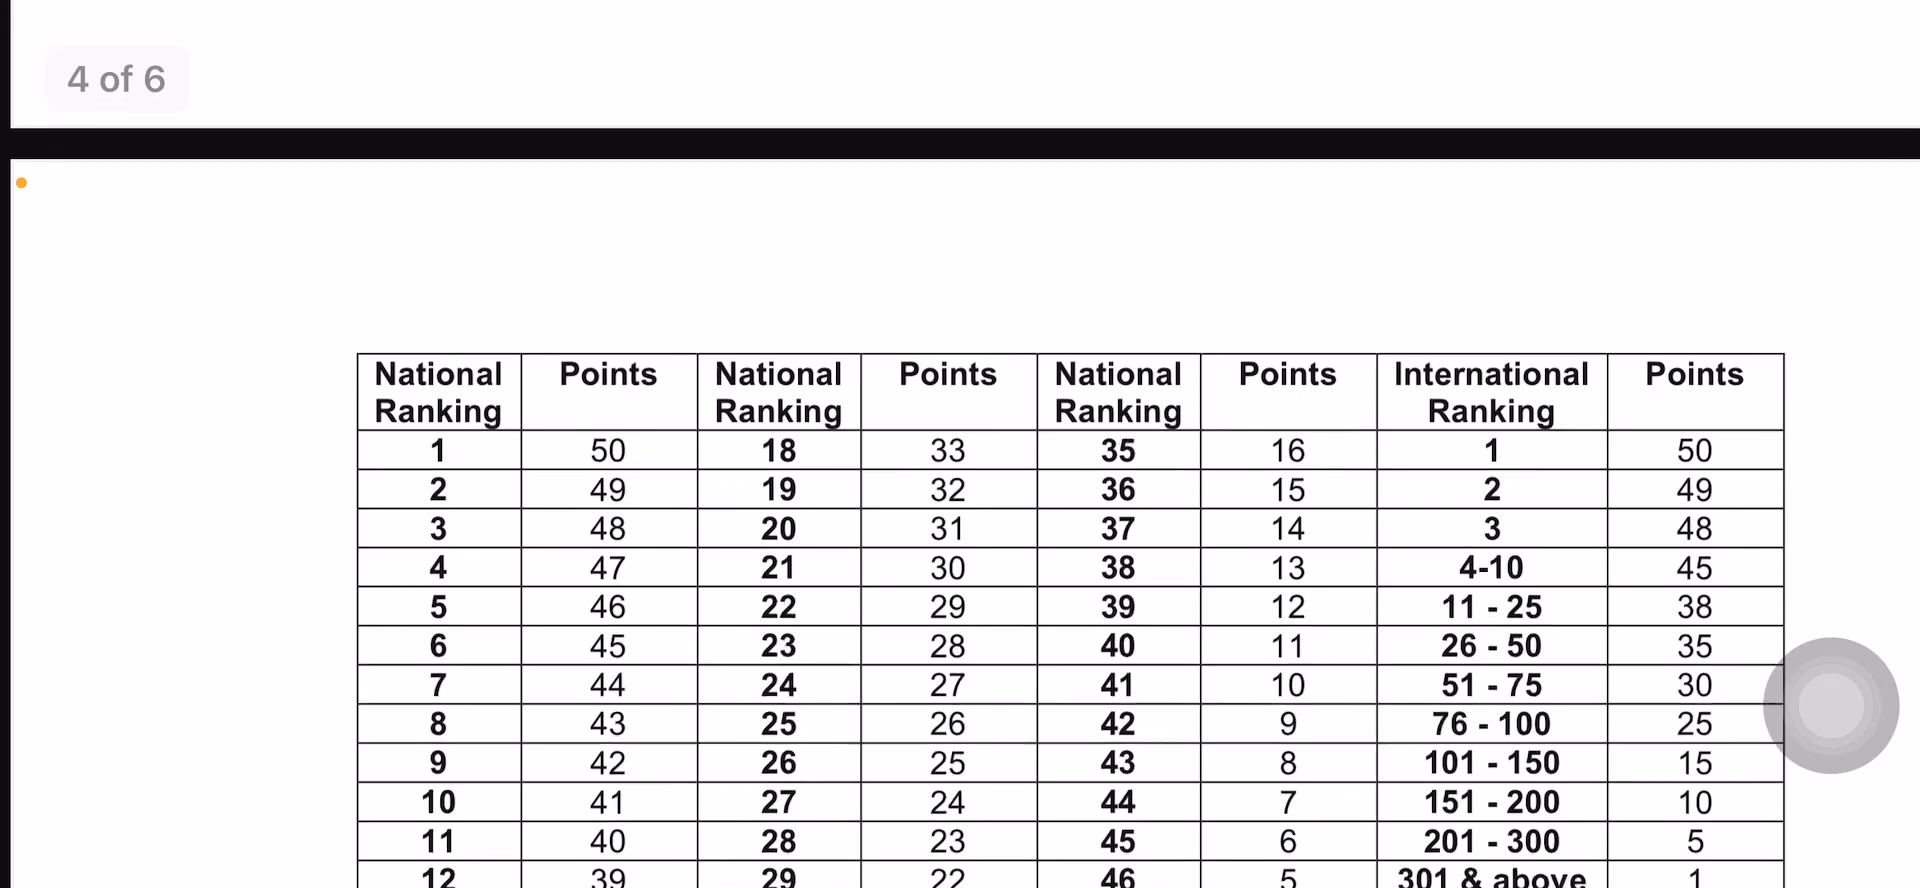 4 of 6
National Ranking Points National Ranking Points National Ranking Points International Ranking Points
1 50 18 33 35 16 1 50
2 49 19 32 36 15 2 49
3 48 20 31 37 14 3 48
4 47 21 30 38 13 4-10 45
5 46 22 29 39 12 11 - 25 38
6 45 23 28 40 11 26 - 50 35
7 44 24 27 41 10 51 - 75 30
8 43 25 26 42 9 76 - 100 25
9 42 26 25 43 8 101 - 150 15
10 41 27 24 44 7 151 - 200 10
11 40 28 23 45 6 201 - 300 5
12 39 29 22 46 5 301 & above 1